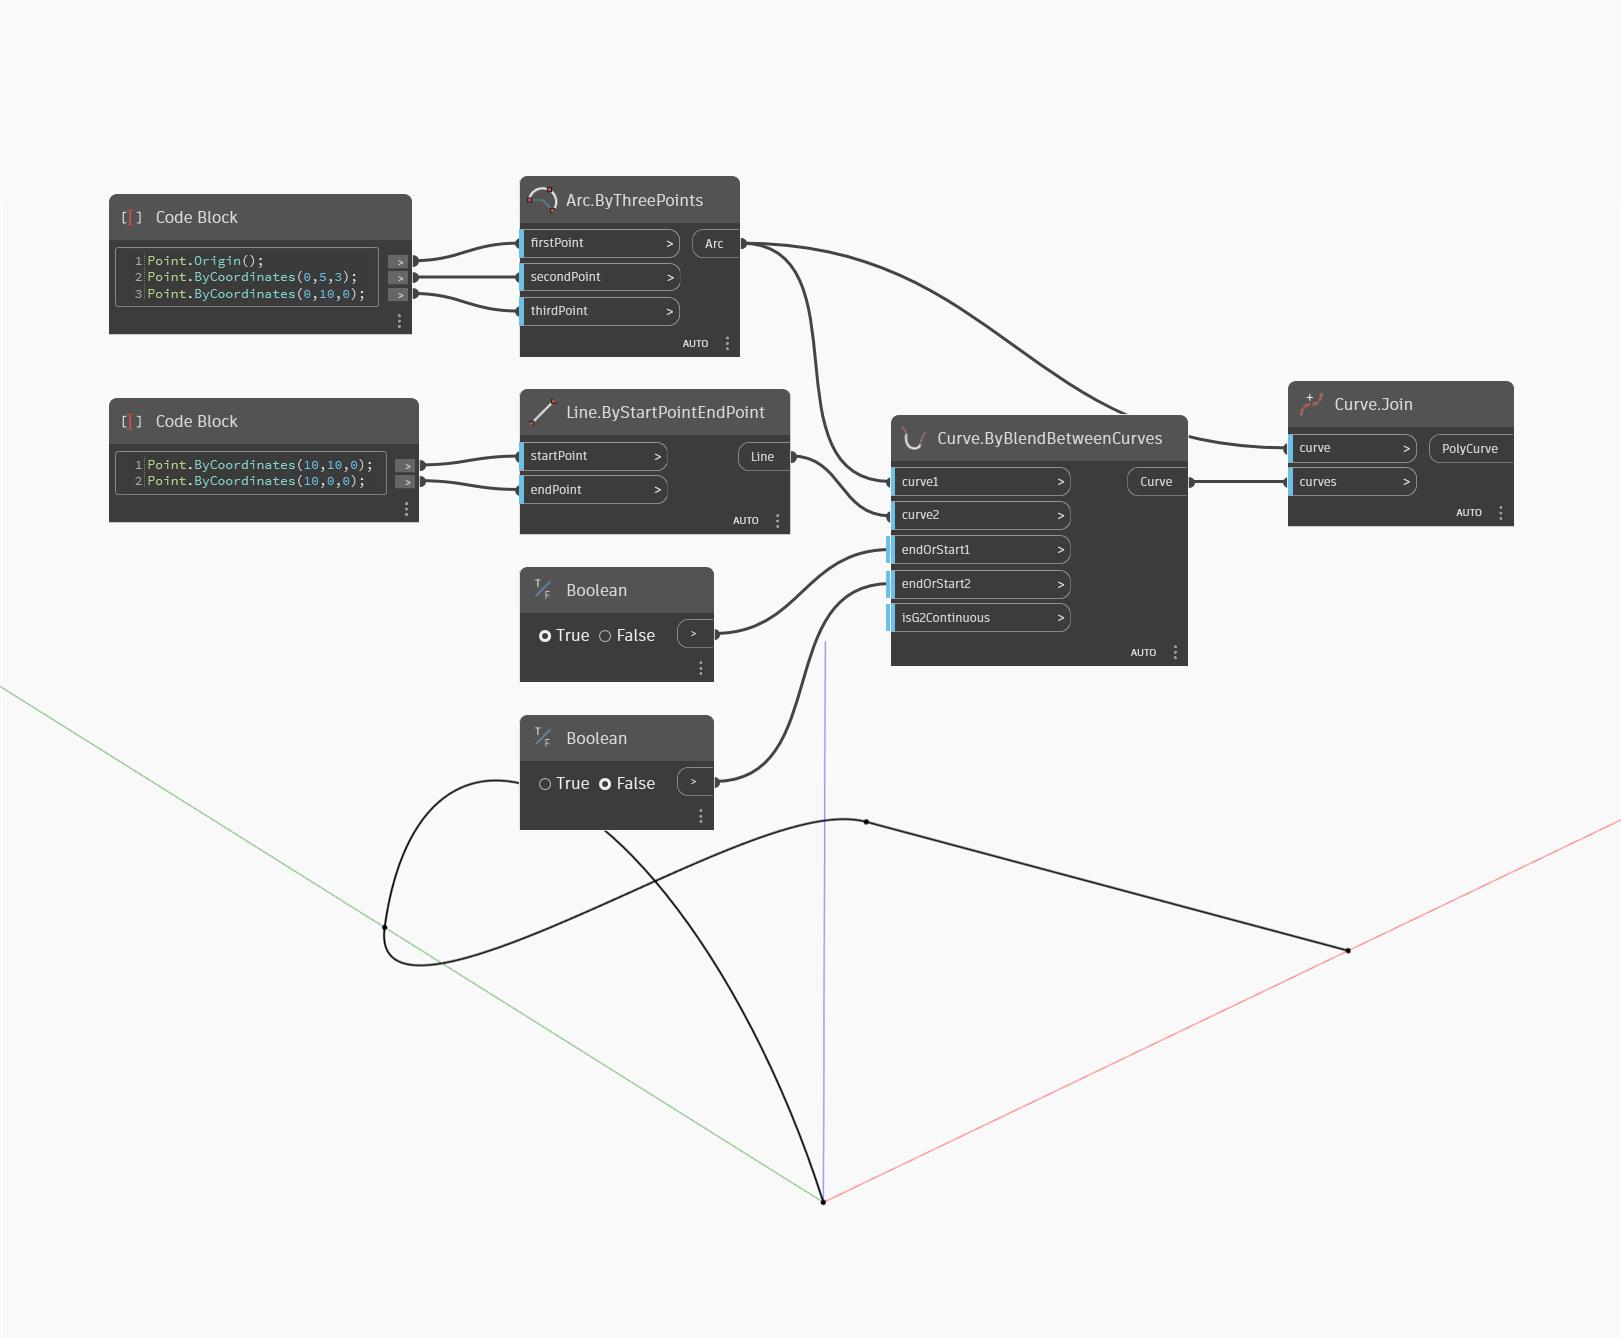 Code Block
1 Point.Origin();
2 Point.ByCoordinates(0,5,3);
3 Point.ByCoordinates(0,10,0);
>
>
>
Arc.ByThreePoints
firstPoint >
Arc
secondPoint >
thirdPoint >
AUTO
Code Block
1 Point.ByCoordinates(10,10,0);
2 Point.ByCoordinates(10,0,0);
>
>
Line.ByStartPointEndPoint
startPoint >
Line
endPoint >
AUTO
T/F Boolean
True False >
T/F Boolean
True False >
Curve.ByBlendBetweenCurves
curve1 >
Curve
curve2 >
endOrStart1 >
endOrStart2 >
isG2Continuous >
AUTO
Curve.Join
curve >
PolyCurve
curves >
AUTO